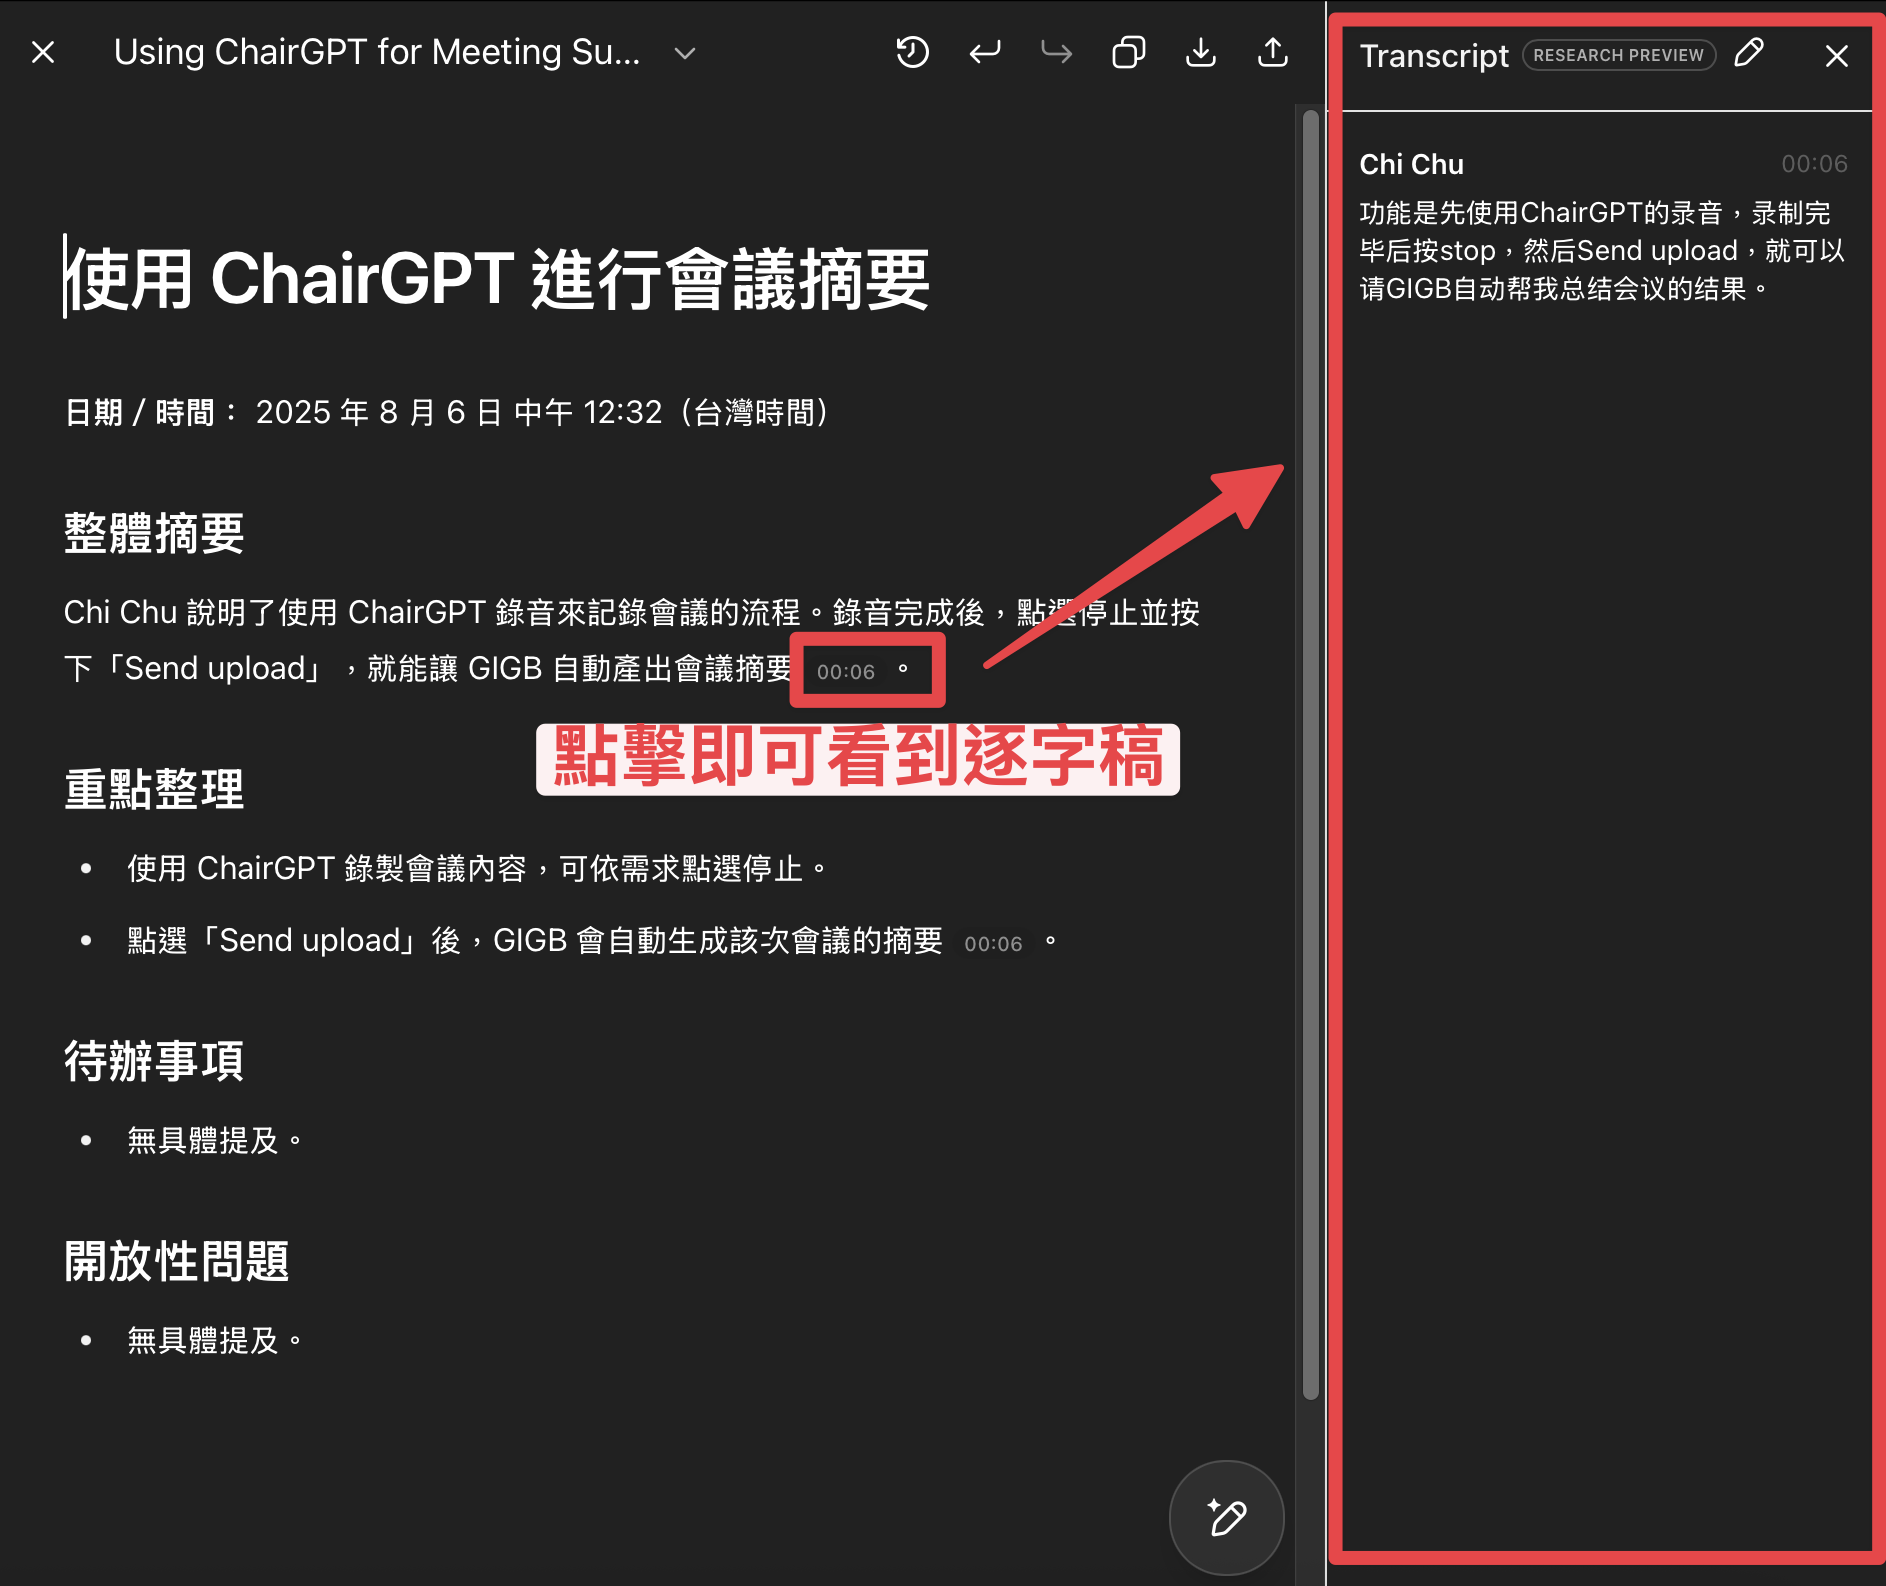 Using ChairGPT for Meeting Su...
使用 ChairGPT 進行會議摘要
日期 / 時間： 2025 年 8 月 6 日 中午 12:32（台灣時間）
整體摘要
Chi Chu 說明了使用 ChairGPT 錄音來記錄會議的流程。錄音完成後，點選停止並按
下「Send upload」，就能讓 GIGB 自動產出會議摘要 00:06 。
點擊即可看到逐字稿
重點整理
• 使用 ChairGPT 錄製會議內容，可依需求點選停止。
• 點選「Send upload」後，GIGB 會自動生成該次會議的摘要 00:06 。
待辦事項
• 無具體提及。
開放性問題
• 無具體提及。
Transcript RESEARCH PREVIEW
Chi Chu 00:06
功能是先使用ChairGPT的录音，录制完
毕后按stop，然后Send upload，就可以
请GIGB自动帮我总结会议的结果。